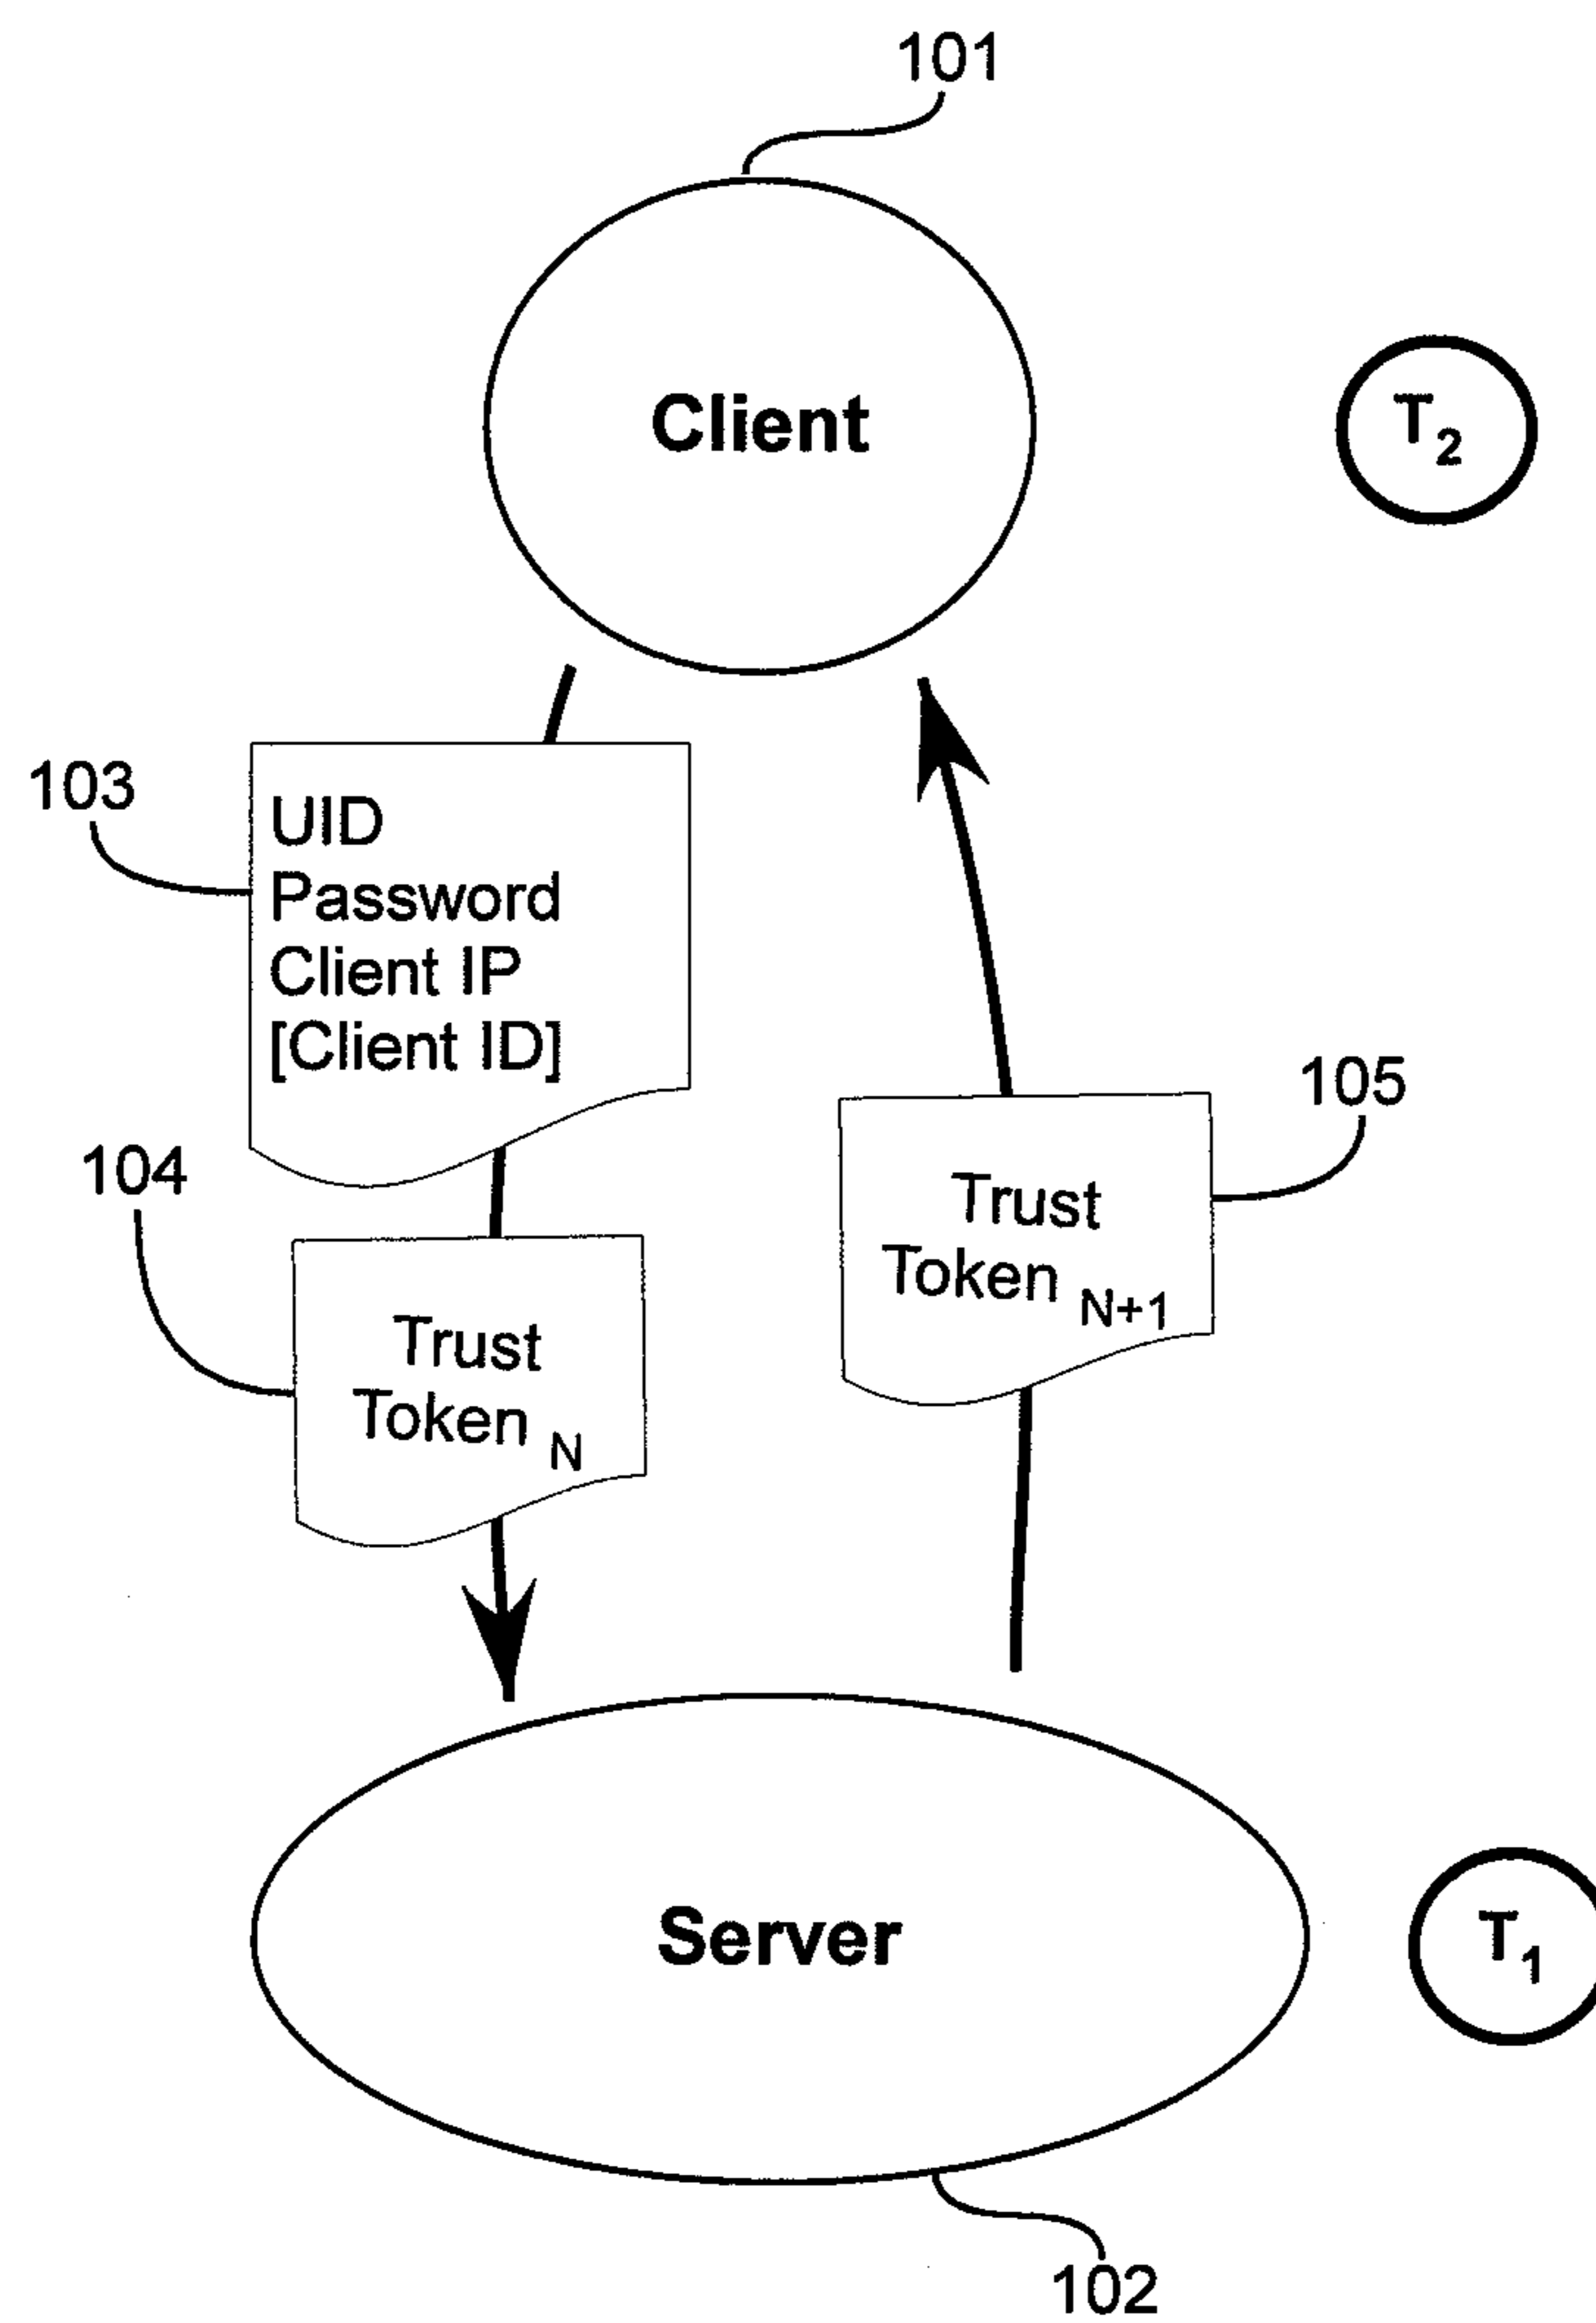 101
Client
T2
103
UID
Password
Client IP
[Client ID]
105
104
Trust
Token N+1
Trust
Token N
Server
T1
102